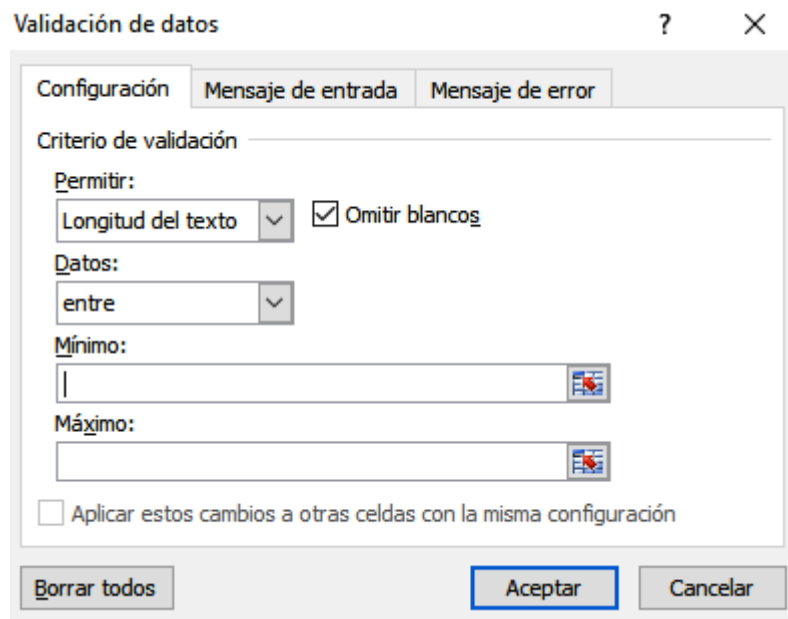 Validación de datos ? X
Configuración Mensaje de entrada Mensaje de error
Criterio de validación
Permitir:
Longitud del texto Omitir blancos
Datos:
entre
Mínimo:
Máximo:
Aplicar estos cambios a otras celdas con la misma configuración
Borrar todos Aceptar Cancelar